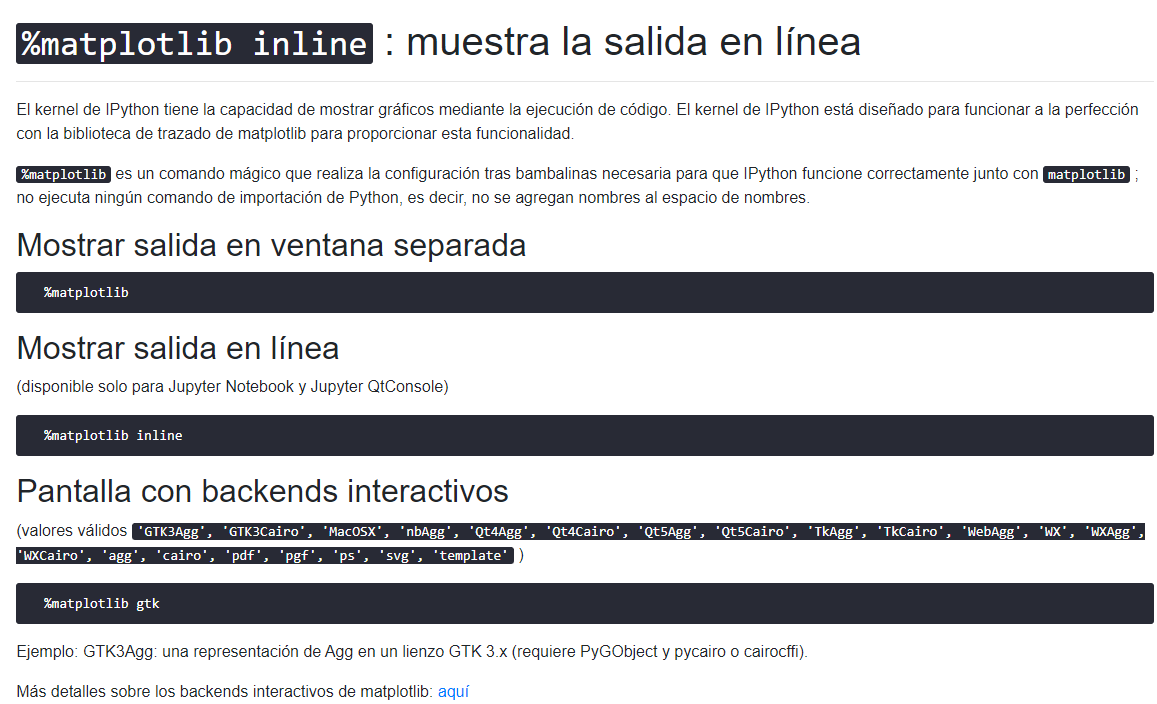 %matplotlib inline : muestra la salida en línea
El kernel de IPython tiene la capacidad de mostrar gráficos mediante la ejecución de código. El kernel de IPython está diseñado para funcionar a la perfección
con la biblioteca de trazado de matplotlib para proporcionar esta funcionalidad.
%matplotlib es un comando mágico que realiza la configuración tras bambalinas necesaria para que IPython funcione correctamente junto con matplotlib ;
no ejecuta ningún comando de importación de Python, es decir, no se agregan nombres al espacio de nombres.
Mostrar salida en ventana separada
%matplotlib
Mostrar salida en línea
(disponible solo para Jupyter Notebook y Jupyter QtConsole)
%matplotlib inline
Pantalla con backends interactivos
(valores válidos 'GTK3Agg', 'GTK3Cairo', 'MacOSX', 'nbAgg', 'Qt4Agg', 'Qt4Cairo', 'Qt5Agg', 'Qt5Cairo', 'TkAgg', 'TkCairo', 'WebAgg', 'WX', 'WXAgg',
'WXCairo', 'agg', 'cairo', 'pdf', 'pgf', 'ps', 'svg', 'template' )
%matplotlib gtk
Ejemplo: GTK3Agg: una representación de Agg en un lienzo GTK 3.x (requiere PyGObject y pycairo o cairocffi).
Más detalles sobre los backends interactivos de matplotlib: aquí